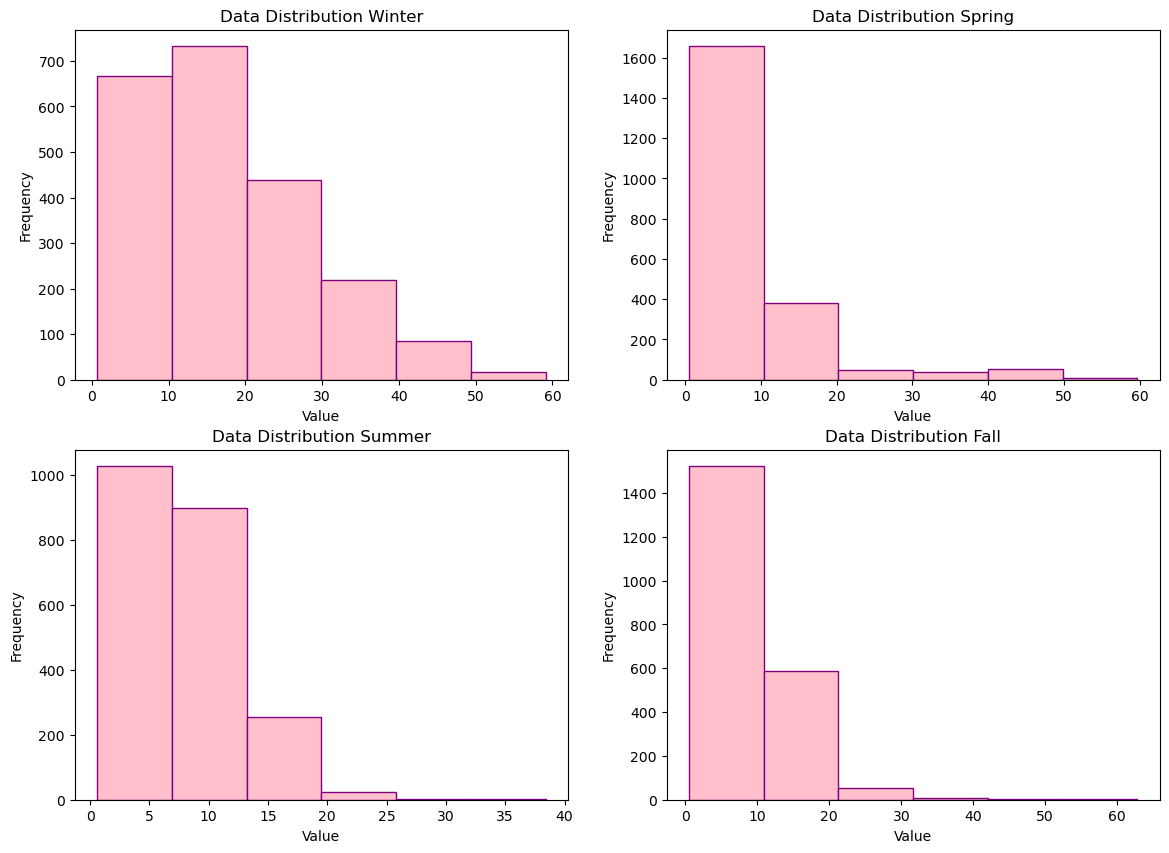 Data Distribution Winter
Frequency
700
600
500
400
300
200
100
0
0 10 20 30 40 50 60
Value
Data Distribution Spring
Frequency
1600
1400
1200
1000
800
600
400
200
0
0 10 20 30 40 50 60
Value
Data Distribution Summer
Frequency
1000
800
600
400
200
0
0 5 10 15 20 25 30 35 40
Value
Data Distribution Fall
Frequency
1400
1200
1000
800
600
400
200
0
0 10 20 30 40 50 60
Value